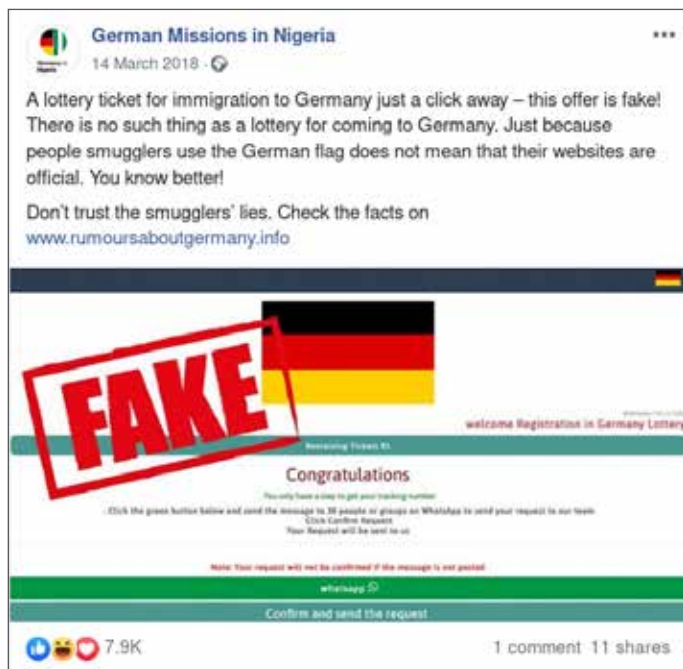 German Missions in Nigeria
14 March 2018 ·
A lottery ticket for immigration to Germany just a click away – this offer is fake!
There is no such thing as a lottery for coming to Germany. Just because
people smugglers use the German flag does not mean that their websites are
official. You know better!
Don't trust the smugglers' lies. Check the facts on
www.rumoursaboutgermany.info
FAKE
welcome Registration in Germany Lottery
Remaining Tickets
Congratulations
You only have a step to get your tracking number
Click the green button below and send the message to 30 people or groups on WhatsApp to send your request to our team
Click Confirm Request
Your Request will be sent to us
Note: Your request will not be confirmed if the message is not posted
whatsapp
Confirm and send the request
7.9K
1 comment 11 shares